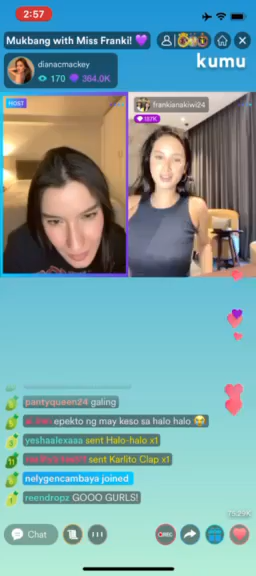 2:57
Mukbang with Miss Franki! 💜
dianacmackey
170 364.0K
kumu
HOST
frankianakiwi24
pantyqueen24 galing
epekto ng may keso sa halo halo 😭
yeshaalexaaa sent Halo-halo x1
sent Karlito Clap x1
nelygencambaya joined
reendropz GOOO GURLS!
Chat